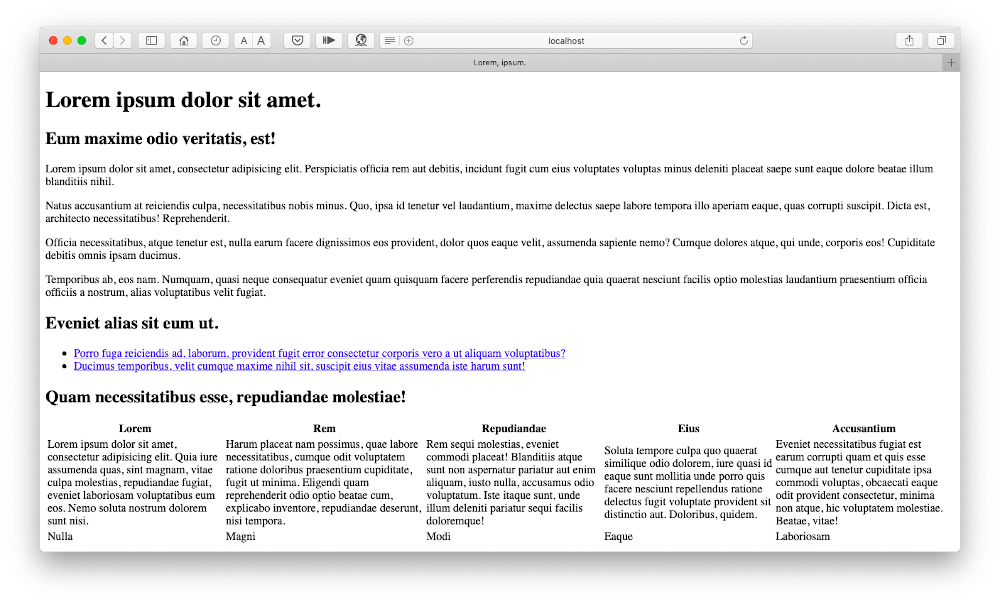 A A
localhost
Lorem, ipsum.
Lorem ipsum dolor sit amet.
Eum maxime odio veritatis, est!
Lorem ipsum dolor sit amet, consectetur adipisicing elit. Perspiciatis officia rem aut debitis, incidunt fugit cum eius voluptates voluptas minus deleniti placeat saepe sunt eaque dolore beatae illum
blanditiis nihil.
Natus accusantium at reiciendis culpa, necessitatibus nobis minus. Quo, ipsa id tenetur vel laudantium, maxime delectus saepe labore tempora illo aperiam eaque, quas corrupti suscipit. Dicta est,
architecto necessitatibus! Reprehenderit.
Officia necessitatibus, atque tenetur est, nulla earum facere dignissimos eos provident, dolor quos eaque velit, assumenda sapiente nemo? Cumque dolores atque, qui unde, corporis eos! Cupiditate
debitis omnis ipsam ducimus.
Temporibus ab, eos nam. Numquam, quasi neque consequatur eveniet quam quisquam facere perferendis repudiandae quia quaerat nesciunt facilis optio molestias laudantium praesentium officia
officiis a nostrum, alias voluptatibus velit fugiat.
Eveniet alias sit eum ut.
• Porro fuga reiciendis ad, laborum, provident fugit error consectetur corporis vero a ut aliquam voluptatibus?
• Ducimus temporibus, velit cumque maxime nihil sit, suscipit eius vitae assumenda iste harum sunt!
Quam necessitatibus esse, repudiandae molestiae!
Lorem
Rem
Repudiandae
Eius
Accusantium
Lorem ipsum dolor sit amet,
consectetur adipisicing elit. Quia iure
assumenda quas, sint magnam, vitae
culpa molestias, repudiandae fugiat,
eveniet laboriosam voluptatibus eum
eos. Nemo soluta nostrum dolorem
sunt nisi.
Harum placeat nam possimus, quae labore
necessitatibus, cumque odit voluptatem
ratione doloribus praesentium cupiditate,
fugit ut minima. Eligendi quam
reprehenderit odio optio beatae cum,
explicabo inventore, repudiandae deserunt,
nisi tempora.
Rem sequi molestias, eveniet
commodi placeat! Blanditiis atque
sunt non aspernatur pariatur aut enim
aliquam, iusto nulla, accusamus odio
voluptatum. Iste itaque sunt, unde
illum deleniti pariatur sequi facilis
doloremque!
Soluta tempore culpa quo quaerat
similique odio dolorem, iure quasi id
eaque sunt mollitia unde porro quis
facere nesciunt repellendus ratione
delectus fugit voluptate provident sit
distinctio aut. Doloribus, quidem.
Eveniet necessitatibus fugiat est
earum corrupti quam et quis esse
cumque aut tenetur cupiditate ipsa
commodi voluptas, obcaecati eaque
odit provident consectetur, minima
non atque, hic voluptatem molestiae.
Beatae, vitae!
Nulla
Magni
Modi
Eaque
Laboriosam